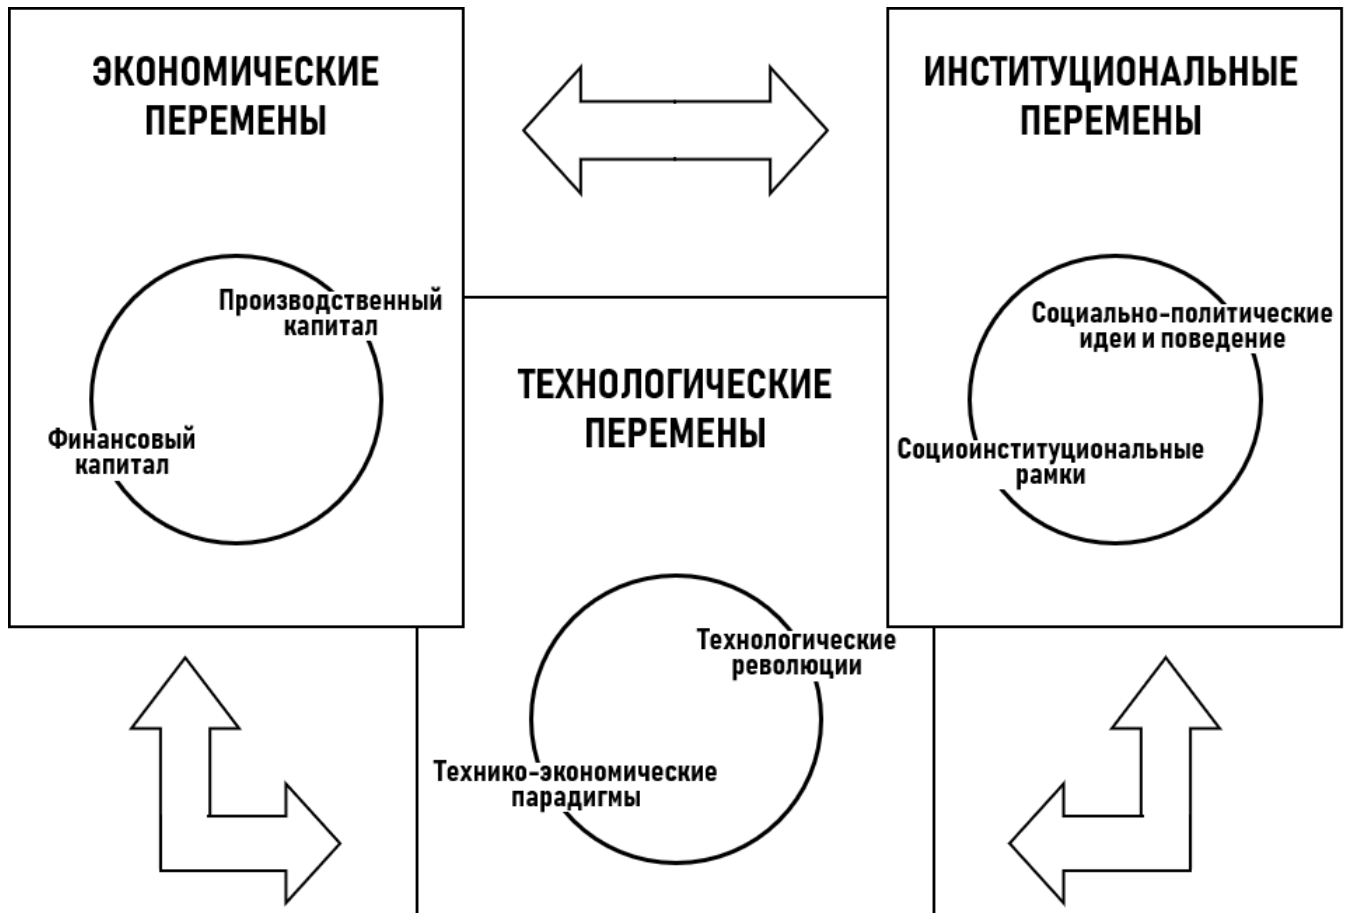 ЭКОНОМИЧЕСКИЕ
ПЕРЕМЕНЫ
Производственный
капитал
Финансовый
капитал
ИНСТИТУЦИОНАЛЬНЫЕ
ПЕРЕМЕНЫ
Социально-политические
идеи и поведение
Социоинституциональные
рамки
ТЕХНОЛОГИЧЕСКИЕ
ПЕРЕМЕНЫ
Технологические
революции
Технико-экономические
парадигмы